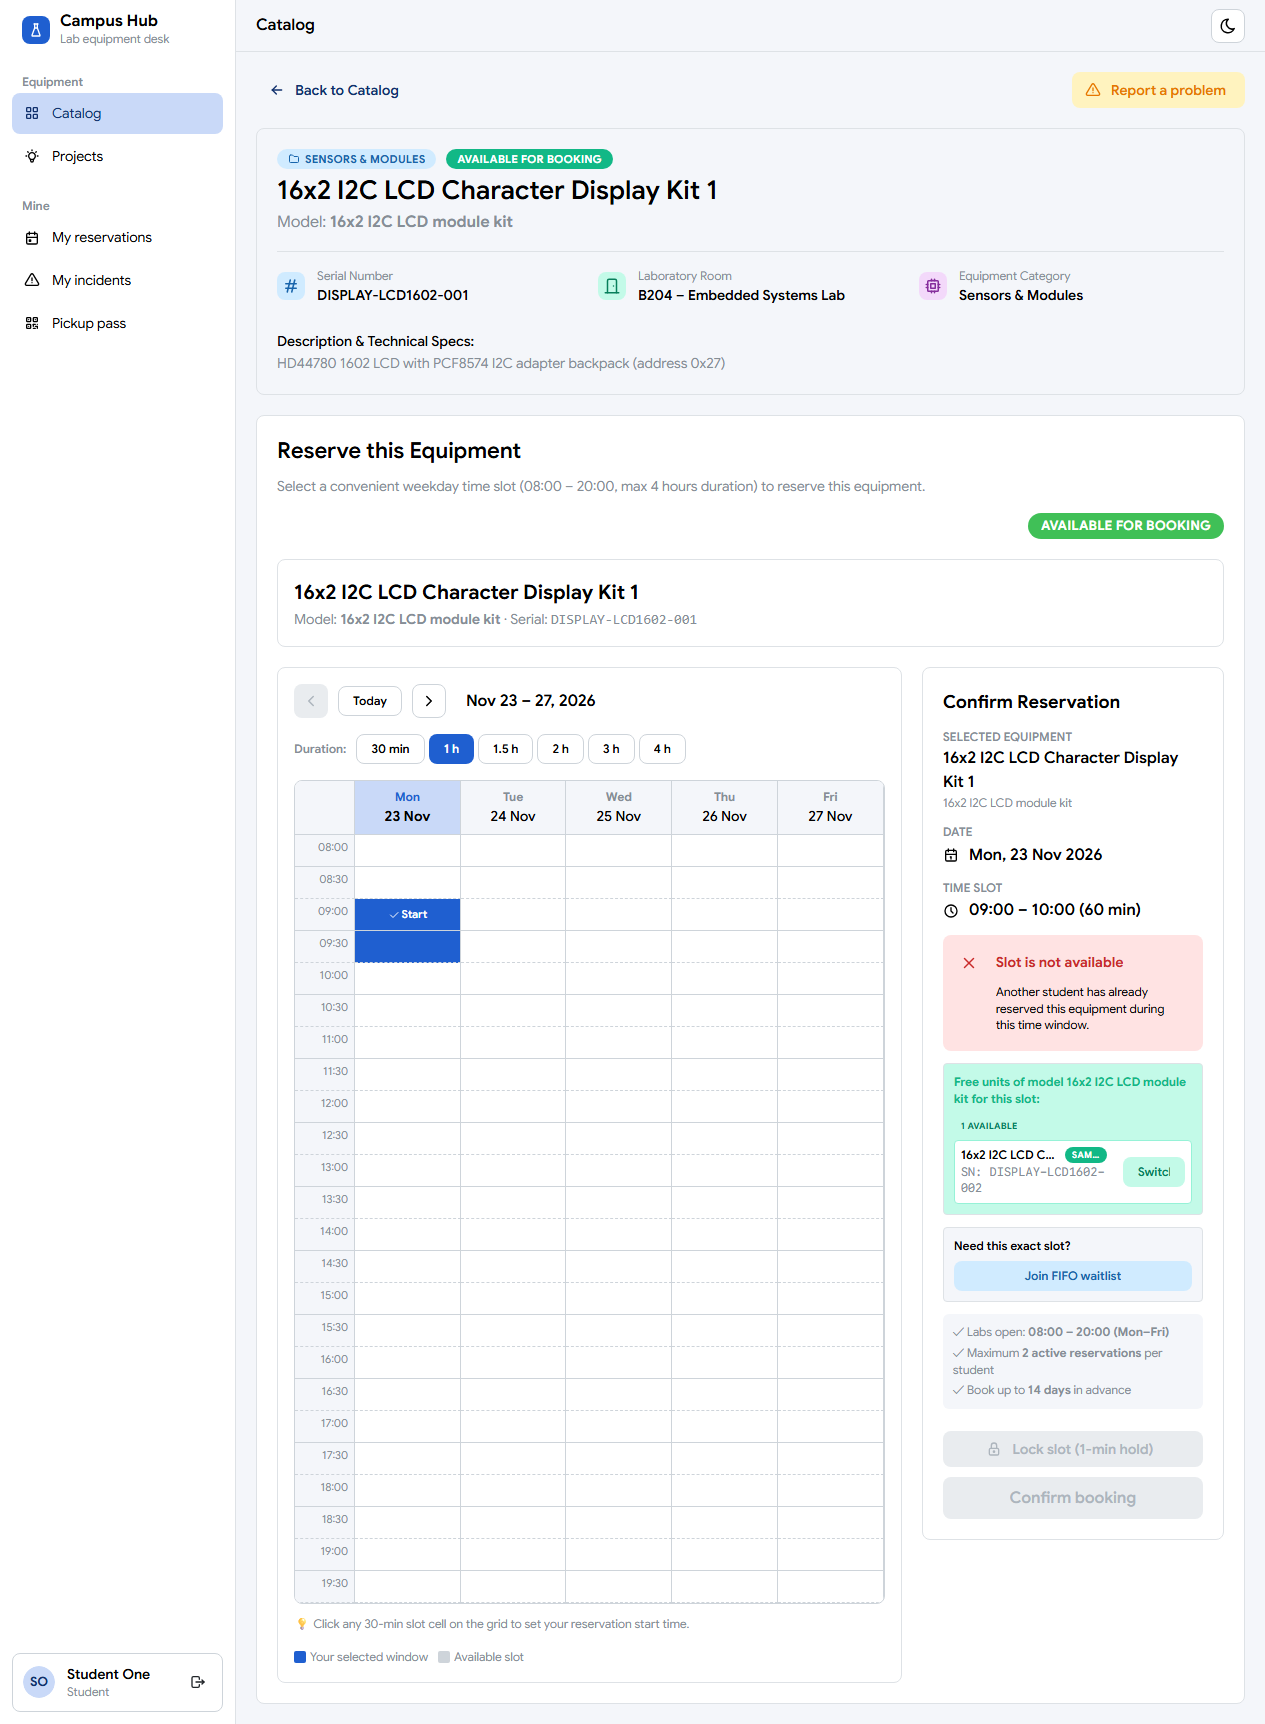 Campus Hub
Lab equipment desk
Equipment
Catalog
Projects
Mine
My reservations
My incidents
Pickup pass
SO
Student One
Student
Catalog
Back to Catalog
Report a problem
SENSORS & MODULES
AVAILABLE FOR BOOKING
16x2 I2C LCD Character Display Kit 1
Model: 16x2 I2C LCD module kit
Serial Number
DISPLAY-LCD1602-001
Laboratory Room
B204 – Embedded Systems Lab
Equipment Category
Sensors & Modules
Description & Technical Specs:
HD44780 1602 LCD with PCF8574 I2C adapter backpack (address 0x27)
Reserve this Equipment
Select a convenient weekday time slot (08:00 – 20:00, max 4 hours duration) to reserve this equipment.
AVAILABLE FOR BOOKING
16x2 I2C LCD Character Display Kit 1
Model: 16x2 I2C LCD module kit · Serial: DISPLAY-LCD1602-001
Today
Nov 23 – 27, 2026
Duration:
30 min
1 h
1.5 h
2 h
3 h
4 h
Mon
23 Nov
Tue
24 Nov
Wed
25 Nov
Thu
26 Nov
Fri
27 Nov
08:00
08:30
09:00
✓ Start
09:30
10:00
10:30
11:00
11:30
12:00
12:30
13:00
13:30
14:00
14:30
15:00
15:30
16:00
16:30
17:00
17:30
18:00
18:30
19:00
19:30
💡 Click any 30-min slot cell on the grid to set your reservation start time.
Your selected window
Available slot
Confirm Reservation
SELECTED EQUIPMENT
16x2 I2C LCD Character Display
Kit 1
16x2 I2C LCD module kit
DATE
Mon, 23 Nov 2026
TIME SLOT
09:00 – 10:00 (60 min)
Slot is not available
Another student has already
reserved this equipment during
this time window.
Free units of model 16x2 I2C LCD module
kit for this slot:
1 AVAILABLE
16x2 I2C LCD C...
SAM...
SN: DISPLAY-LCD1602-
002
Switcl
Need this exact slot?
Join FIFO waitlist
✓ Labs open: 08:00 – 20:00 (Mon–Fri)
✓ Maximum 2 active reservations per
student
✓ Book up to 14 days in advance
Lock slot (1-min hold)
Confirm booking